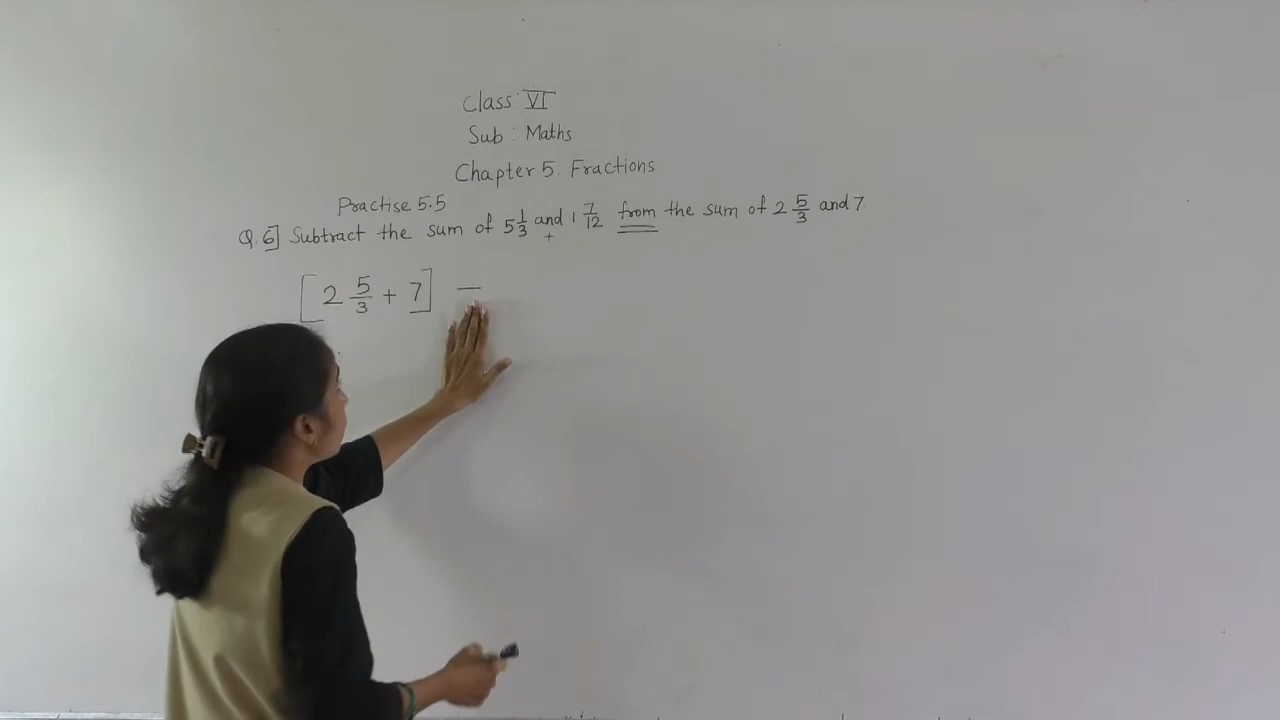 Class VI
Sub : Maths
Chapter 5. Fractions
Practise 5.5
Q.6] Subtract the sum of 5 1/3 and 1 7/12 from the sum of 2 5/3 and 7.
+
[2 5/3 + 7] —